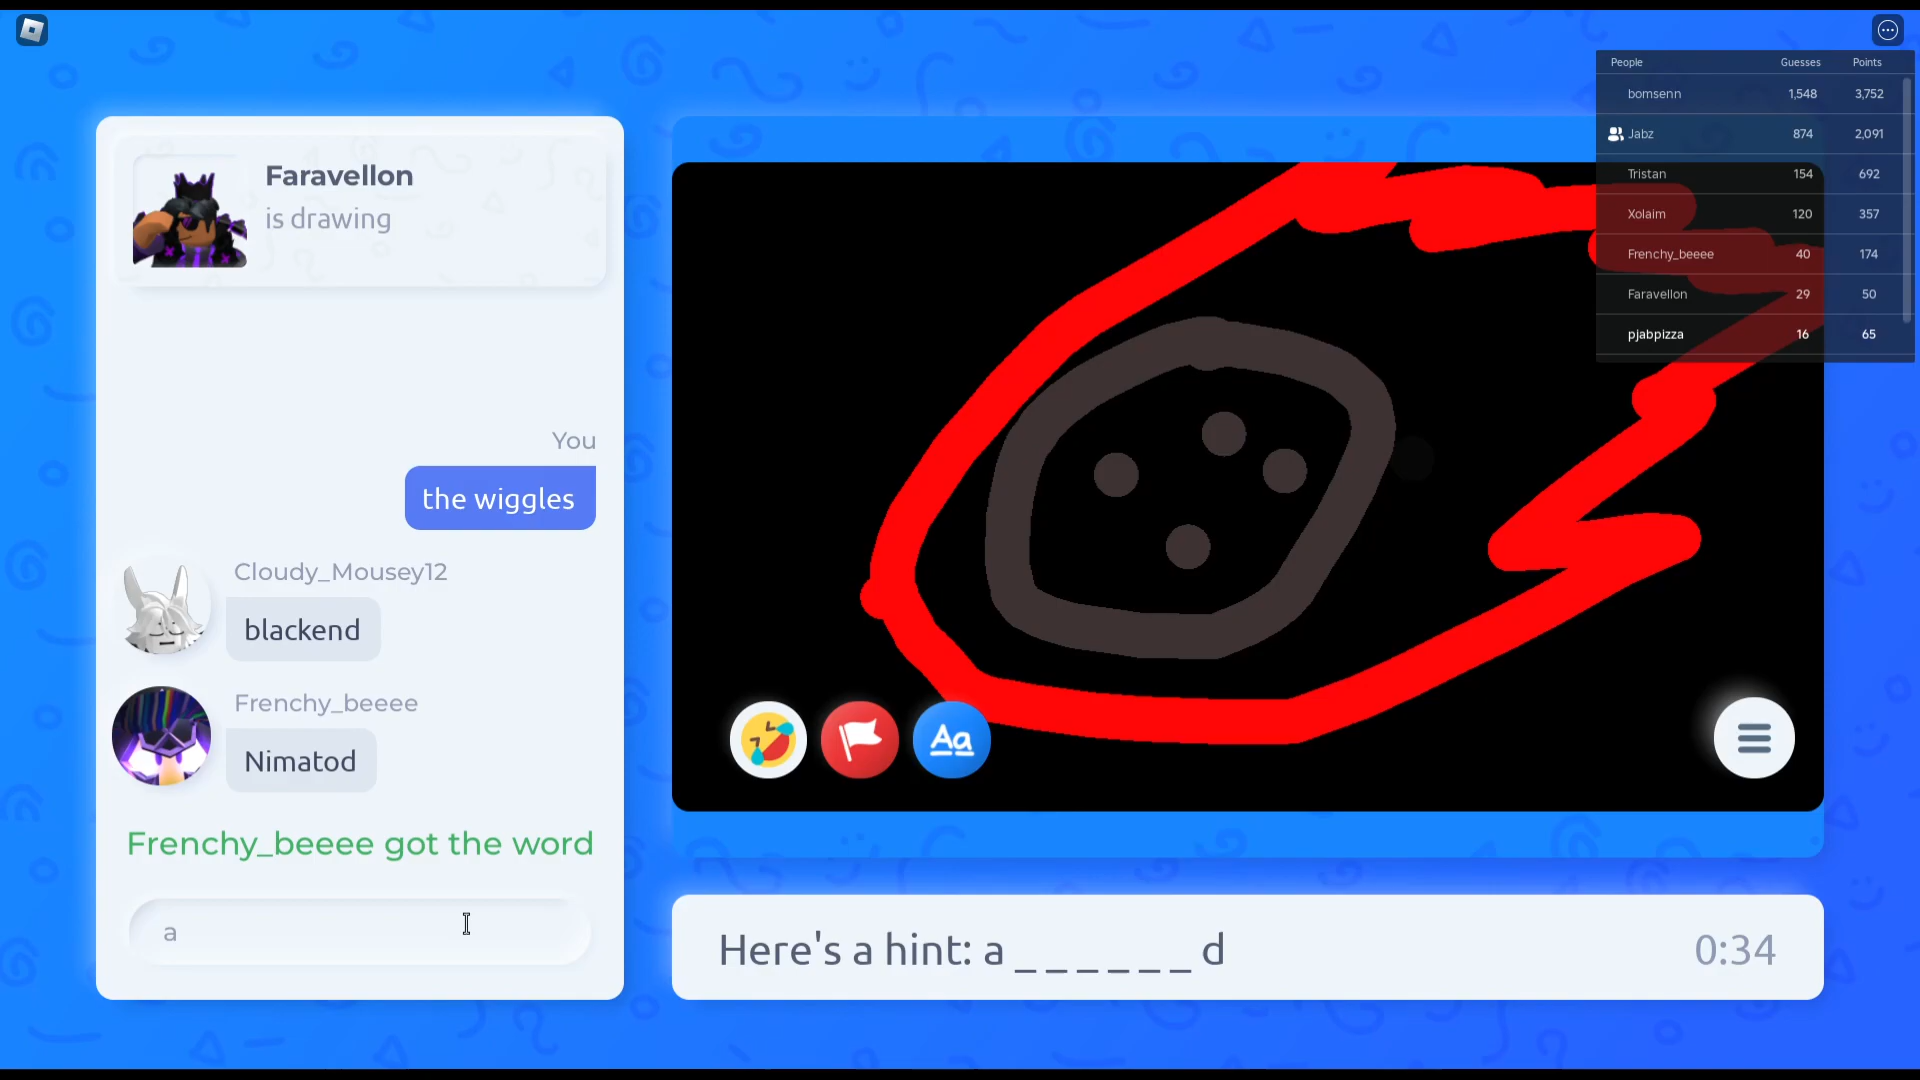 People Guesses Points
bomsenn 1,548 3,752
Jabz 874 2,091
Tristan 154 692
Xolaim 120 357
Frenchy_beeee 40 174
Faravellon 29 50
pjabpizza 16 65
Faravellon
is drawing
You
the wiggles
Cloudy_Mousey12
blackend
Frenchy_beeee
Nimatod
Frenchy_beeee got the word
a
Aa
Here's a hint: a _ _ _ _ _ _ d 0:34